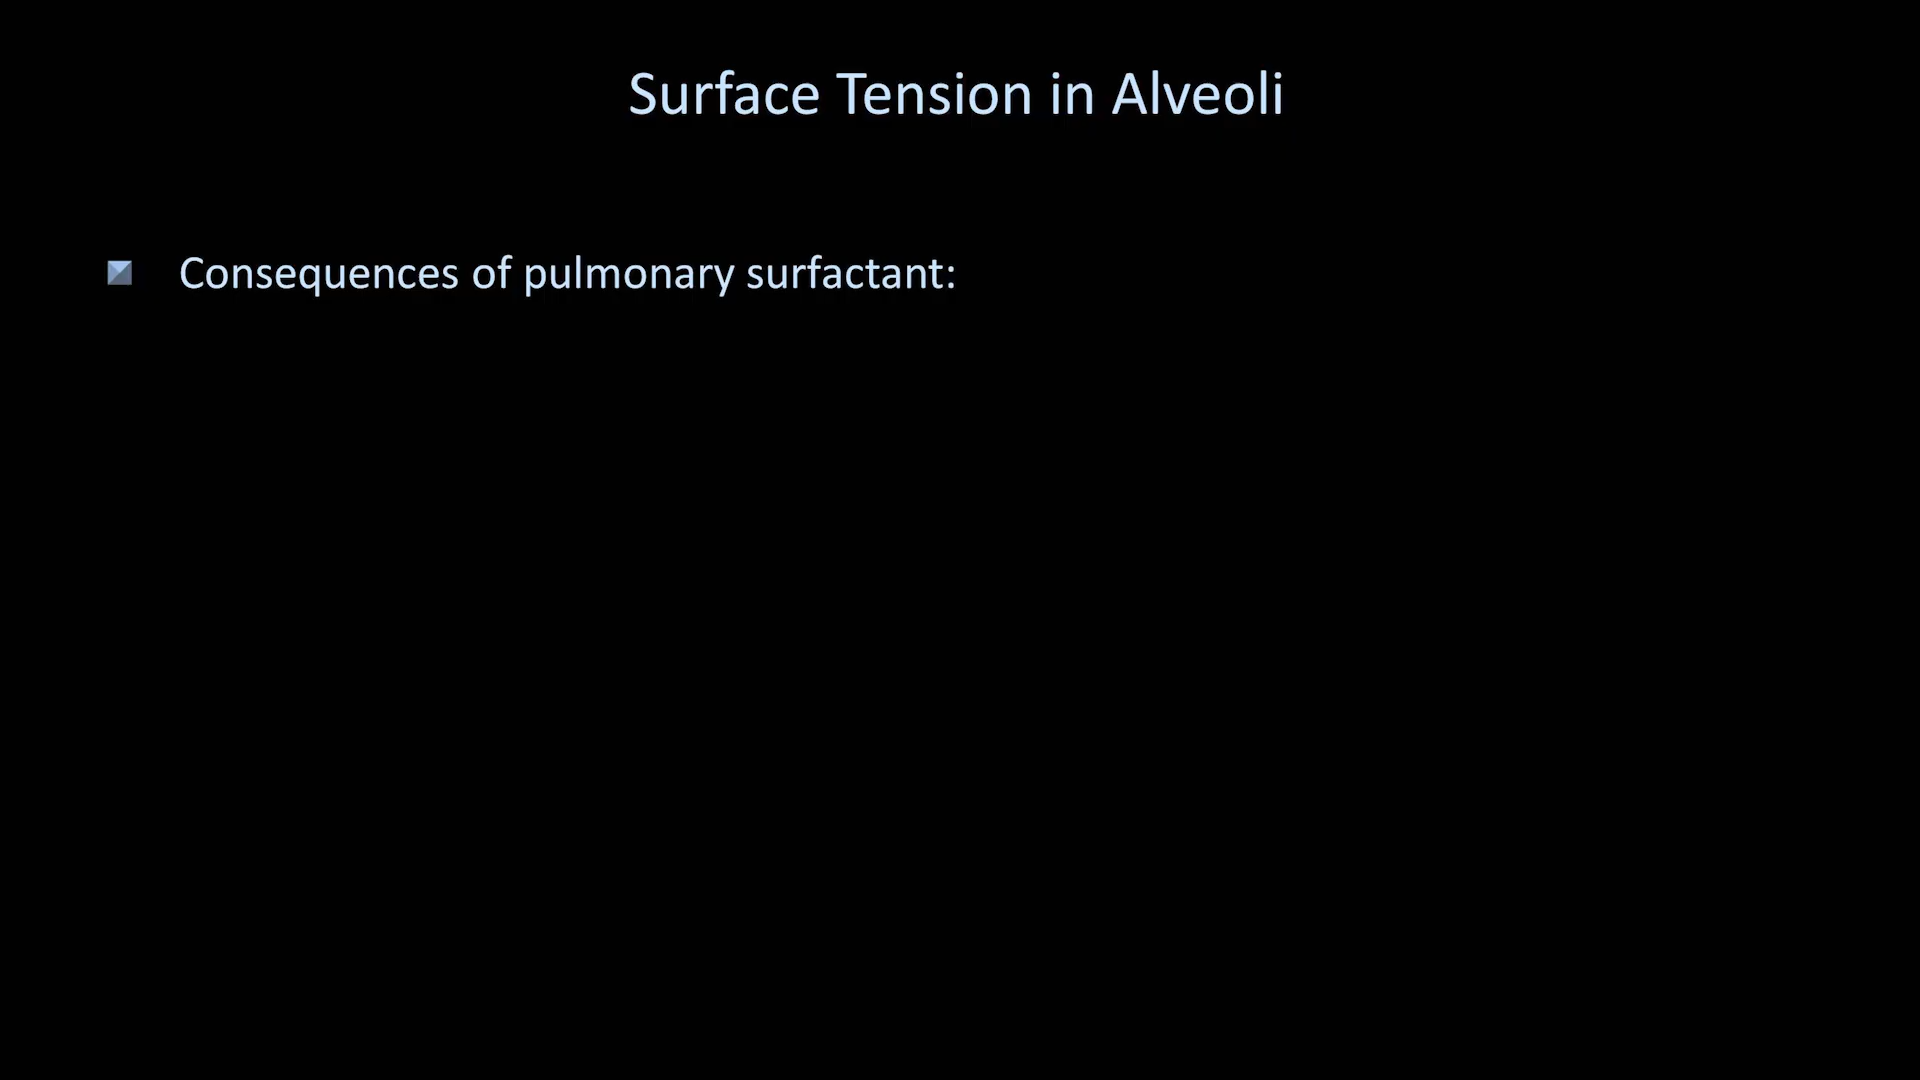 Surface Tension in Alveoli
Consequences of pulmonary surfactant: